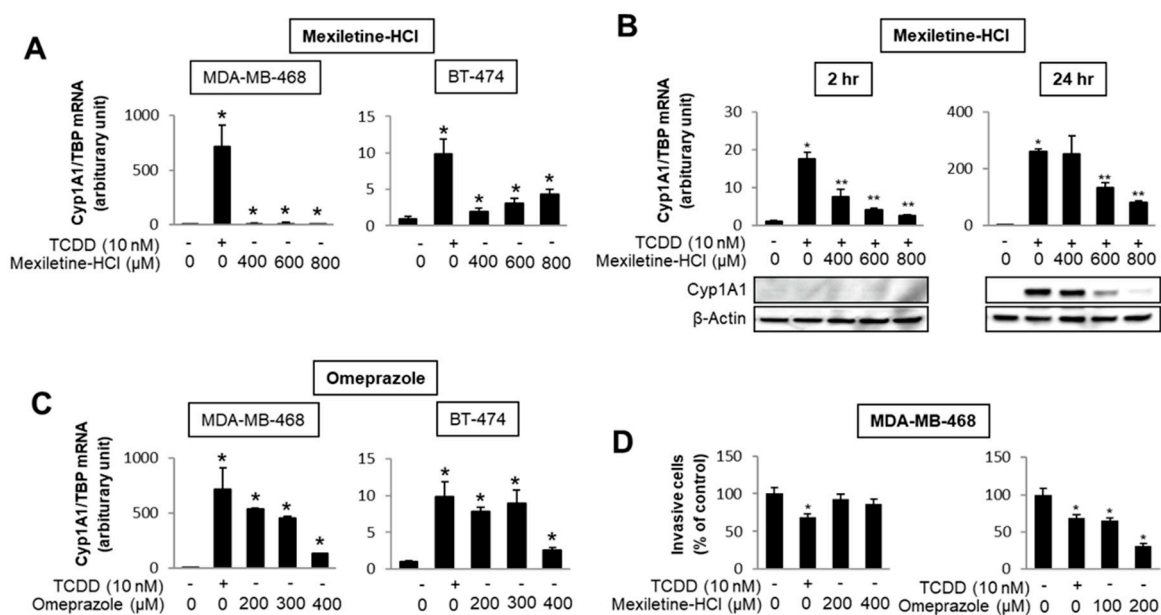 A
Mexiletine-HCl
MDA-MB-468
BT-474
Cyp1A1/TBP mRNA
(arbiturary unit)
1000
500
0
*
* * *
15
10
5
0
*
* * *
TCDD (10 nM) - + - - - - + - - -
Mexiletine-HCl (µM) 0 0 400 600 800 0 0 400 600 800
B
Mexiletine-HCl
2 hr
24 hr
Cyp1A1/TBP mRNA
(arbiturary unit)
30
20
10
0
*
** ** **
400
200
0
*
** **
TCDD (10 nM) - + + + + - + + + +
Mexiletine-HCl (µM) 0 0 400 600 800 0 0 400 600 800
Cyp1A1
β-Actin
C
Omeprazole
MDA-MB-468
BT-474
Cyp1A1/TBP mRNA
(arbiturary unit)
1000
500
0
* * * *
15
10
5
0
* * * *
TCDD (10 nM) - + - - - - + - - -
Omeprazole (µM) 0 0 200 300 400 0 0 200 300 400
D
MDA-MB-468
Invasive cells
(% of control)
150
100
50
0
*
TCDD (10 nM) - + - -
Mexiletine-HCl (µM) 0 0 200 400
150
100
50
0
* * *
TCDD (10 nM) - + - -
Omeprazole (µM) 0 0 100 200